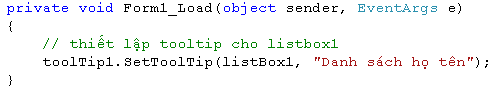 private void Form1_Load(object sender, EventArgs e)
{
// thiết lập tooltip cho listbox1
toolTip1.SetToolTip(listBox1, "Danh sách họ tên");
}